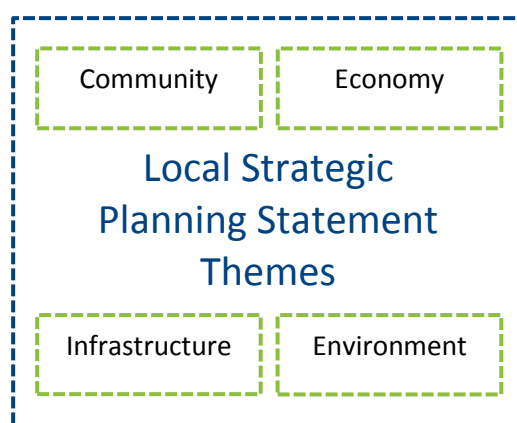 Community
Economy
Local Strategic
Planning Statement
Themes
Infrastructure
Environment